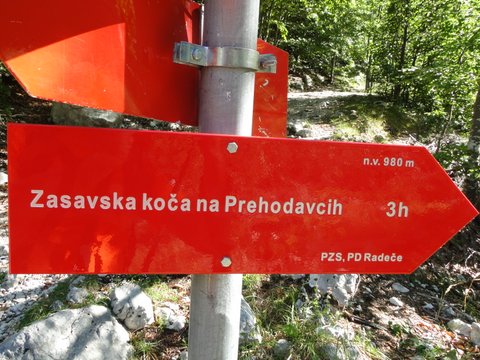 n.v. 980 m
Zasavska koča na Prehodavcih 3h
PZS, PD Radeče